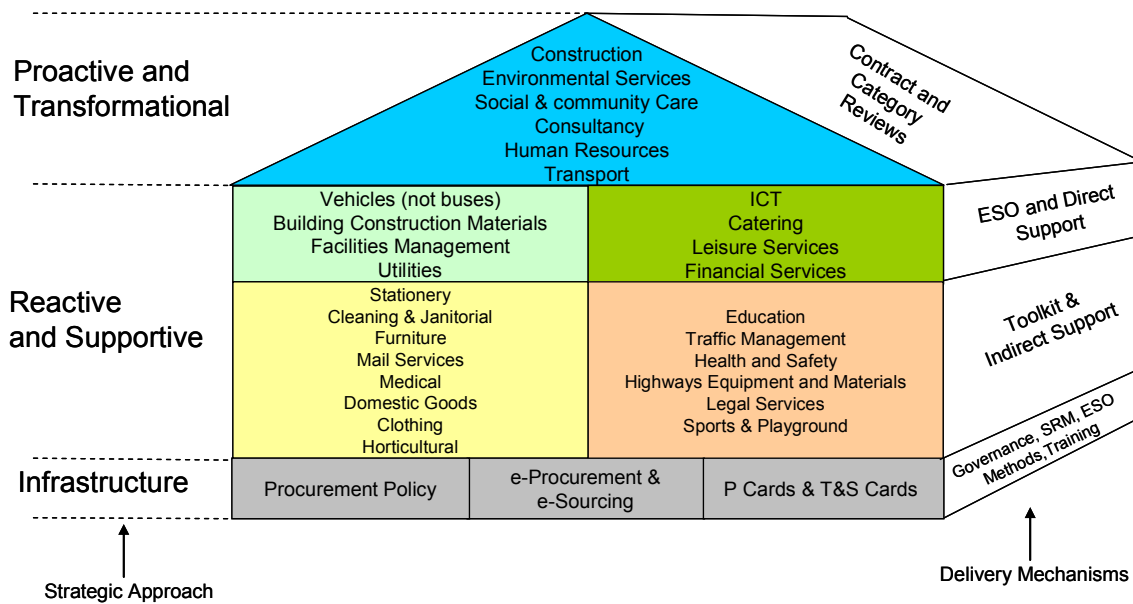 Proactive and
Transformational
Construction
Environmental Services
Social & community Care
Consultancy
Human Resources
Transport
Contract and
Category
Reviews
Reactive
and Supportive
Vehicles (not buses)
Building Construction Materials
Facilities Management
Utilities
ICT
Catering
Leisure Services
Financial Services
ESO and Direct
Support
Stationery
Cleaning & Janitorial
Furniture
Mail Services
Medical
Domestic Goods
Clothing
Horticultural
Education
Traffic Management
Health and Safety
Highways Equipment and Materials
Legal Services
Sports & Playground
Toolkit &
Indirect Support
Infrastructure
Procurement Policy
e-Procurement &
e-Sourcing
P Cards & T&S Cards
Governance, SRM, ESO
Methods,Training
Strategic Approach
Delivery Mechanisms